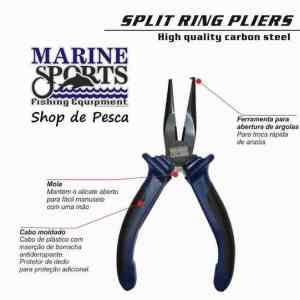 SPLIT RING PLIERS
High quality carbon steel
MARINE
SPORTS
Fishing Equipment
Shop de Pesca
Ferramenta para
abertura de argolas
Para troca rápida
de anzóis.
Mola
Mantém o alicate aberto
para fácil manuseio
com uma mão
Cabo moldado
Cabo de plástico com
inserção de borracha
antiderrapante.
Protetor de dedo
para proteção adicional.